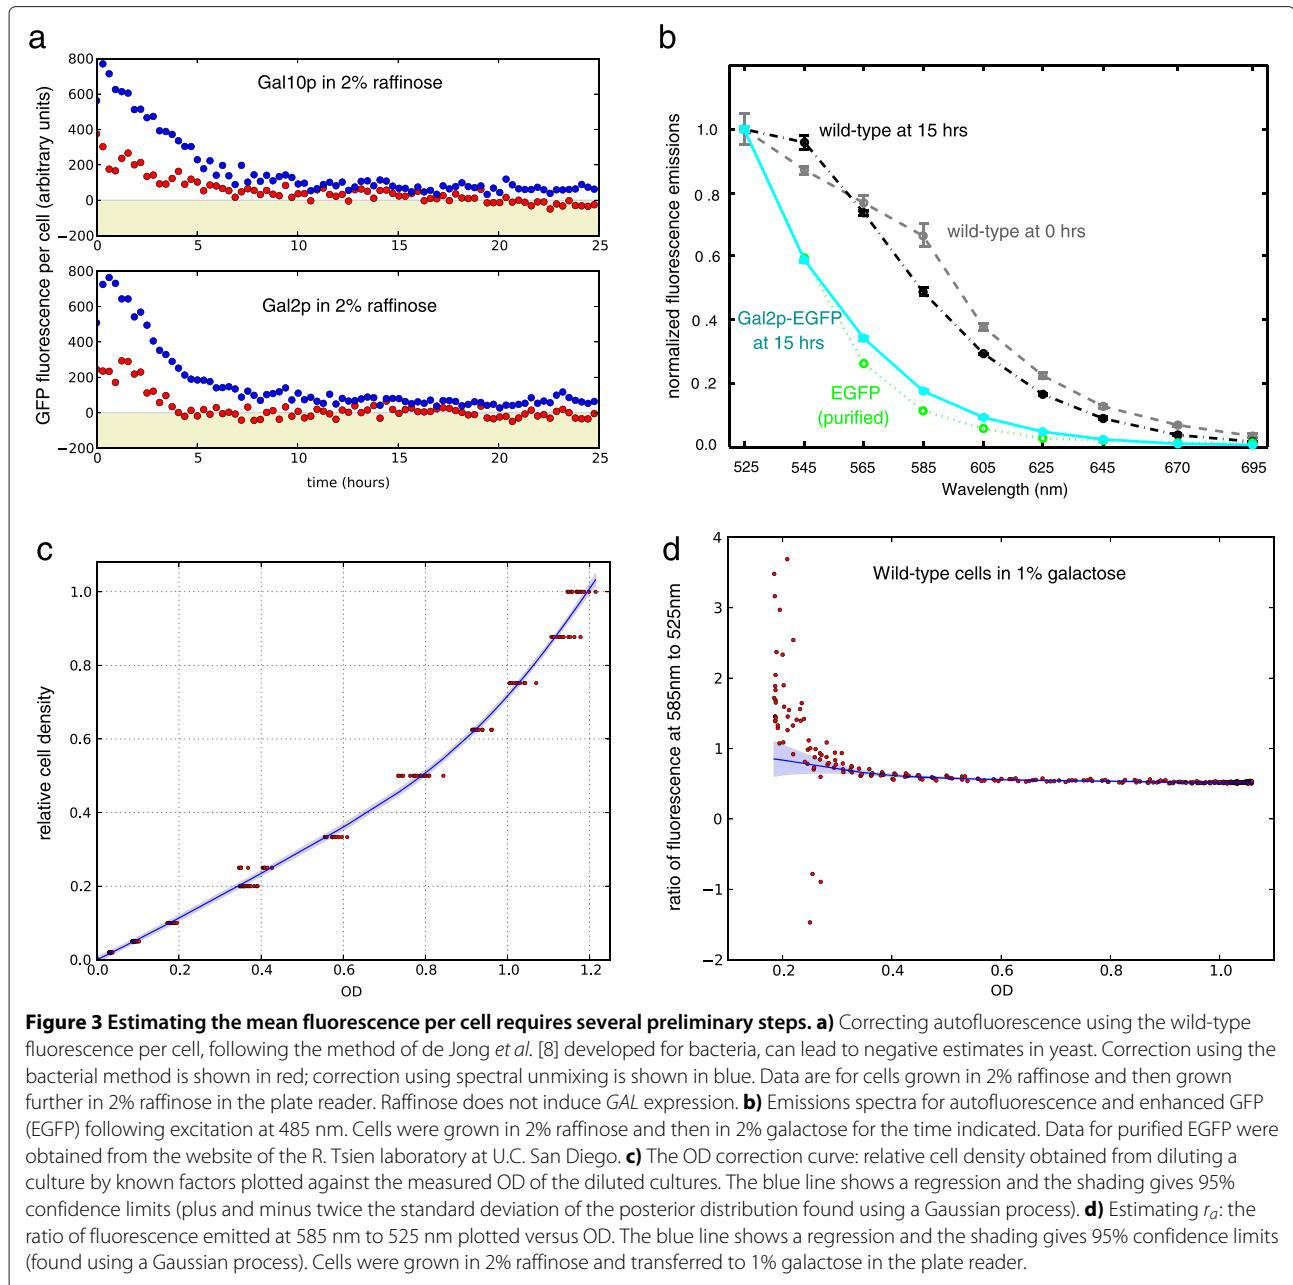 a
GFP fluorescence per cell (arbitrary units)
800
600
400
200
0
−200
Gal10p in 2% raffinose
0 5 10 15 20 25
800
600
400
200
0
−200
Gal2p in 2% raffinose
0 5 10 15 20 25
time (hours)
b
normalized fluorescence emissions
1.0
0.8
0.6
0.4
0.2
0.0
wild-type at 15 hrs
wild-type at 0 hrs
Gal2p-EGFP
at 15 hrs
EGFP
(purified)
525 545 565 585 605 625 645 670 695
Wavelength (nm)
c
relative cell density
1.0
0.8
0.6
0.4
0.2
0.0
0.0 0.2 0.4 0.6 0.8 1.0 1.2
OD
d
ratio of fluorescence at 585nm to 525nm
4
3
2
1
0
−1
−2
Wild-type cells in 1% galactose
0.2 0.4 0.6 0.8 1.0
OD
Figure 3 Estimating the mean fluorescence per cell requires several preliminary steps. a) Correcting autofluorescence using the wild-type
fluorescence per cell, following the method of de Jong et al. [8] developed for bacteria, can lead to negative estimates in yeast. Correction using the
bacterial method is shown in red; correction using spectral unmixing is shown in blue. Data are for cells grown in 2% raffinose and then grown
further in 2% raffinose in the plate reader. Raffinose does not induce GAL expression. b) Emissions spectra for autofluorescence and enhanced GFP
(EGFP) following excitation at 485 nm. Cells were grown in 2% raffinose and then in 2% galactose for the time indicated. Data for purified EGFP were
obtained from the website of the R. Tsien laboratory at U.C. San Diego. c) The OD correction curve: relative cell density obtained from diluting a
culture by known factors plotted against the measured OD of the diluted cultures. The blue line shows a regression and the shading gives 95%
confidence limits (plus and minus twice the standard deviation of the posterior distribution found using a Gaussian process). d) Estimating ra: the
ratio of fluorescence emitted at 585 nm to 525 nm plotted versus OD. The blue line shows a regression and the shading gives 95% confidence limits
(found using a Gaussian process). Cells were grown in 2% raffinose and transferred to 1% galactose in the plate reader.